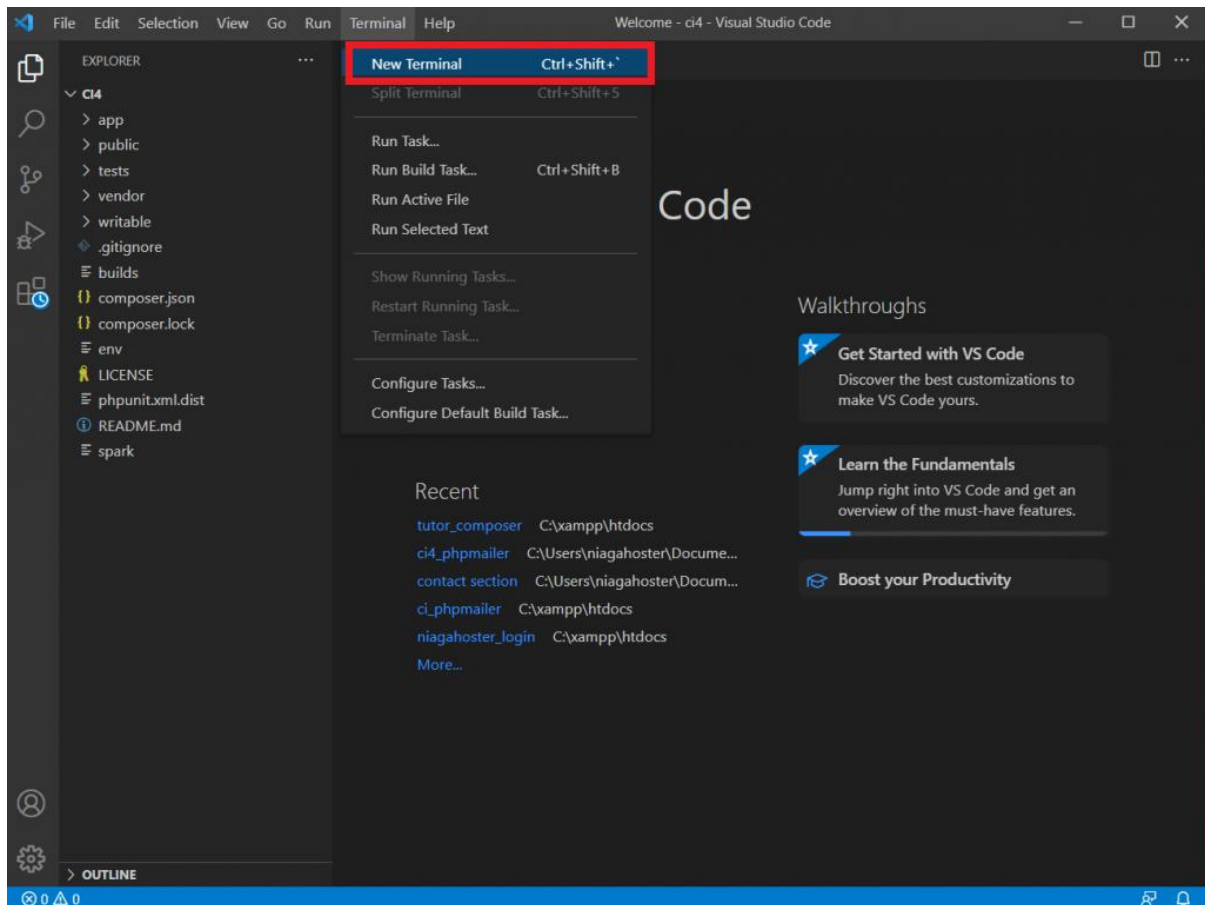 File Edit Selection View Go Run Terminal Help Welcome - ci4 - Visual Studio Code
EXPLORER
CI4
app
public
tests
vendor
writable
.gitignore
builds
composer.json
composer.lock
env
LICENSE
phpunit.xml.dist
README.md
spark
OUTLINE
New Terminal Ctrl+Shift+`
Split Terminal Ctrl+Shift+5
Run Task...
Run Build Task... Ctrl+Shift+B
Run Active File
Run Selected Text
Show Running Tasks...
Restart Running Task...
Terminate Task...
Configure Tasks...
Configure Default Build Task...
Code
Recent
tutor_composer C:\xampp\htdocs
ci4_phpmailer C:\Users\niagahoster\Docume...
contact section C:\Users\niagahoster\Docum...
ci_phpmailer C:\xampp\htdocs
niagahoster_login C:\xampp\htdocs
More...
Walkthroughs
Get Started with VS Code
Discover the best customizations to
make VS Code yours.
Learn the Fundamentals
Jump right into VS Code and get an
overview of the must-have features.
Boost your Productivity
0 0